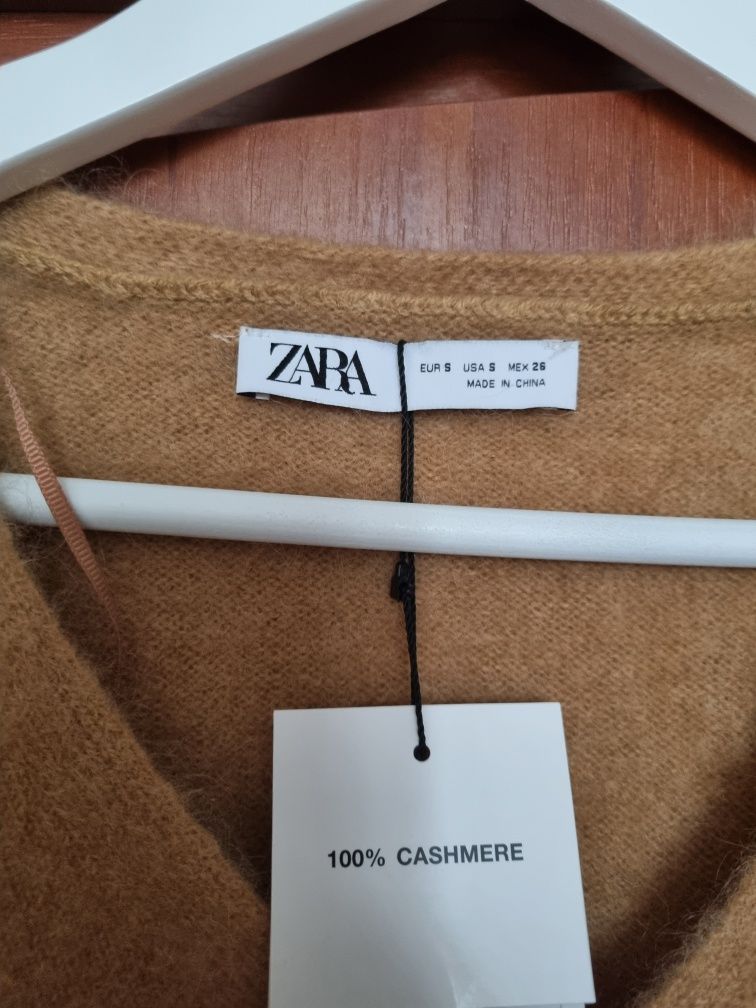 ZARA
EUR S USA S MEX 26
MADE IN CHINA
100% CASHMERE